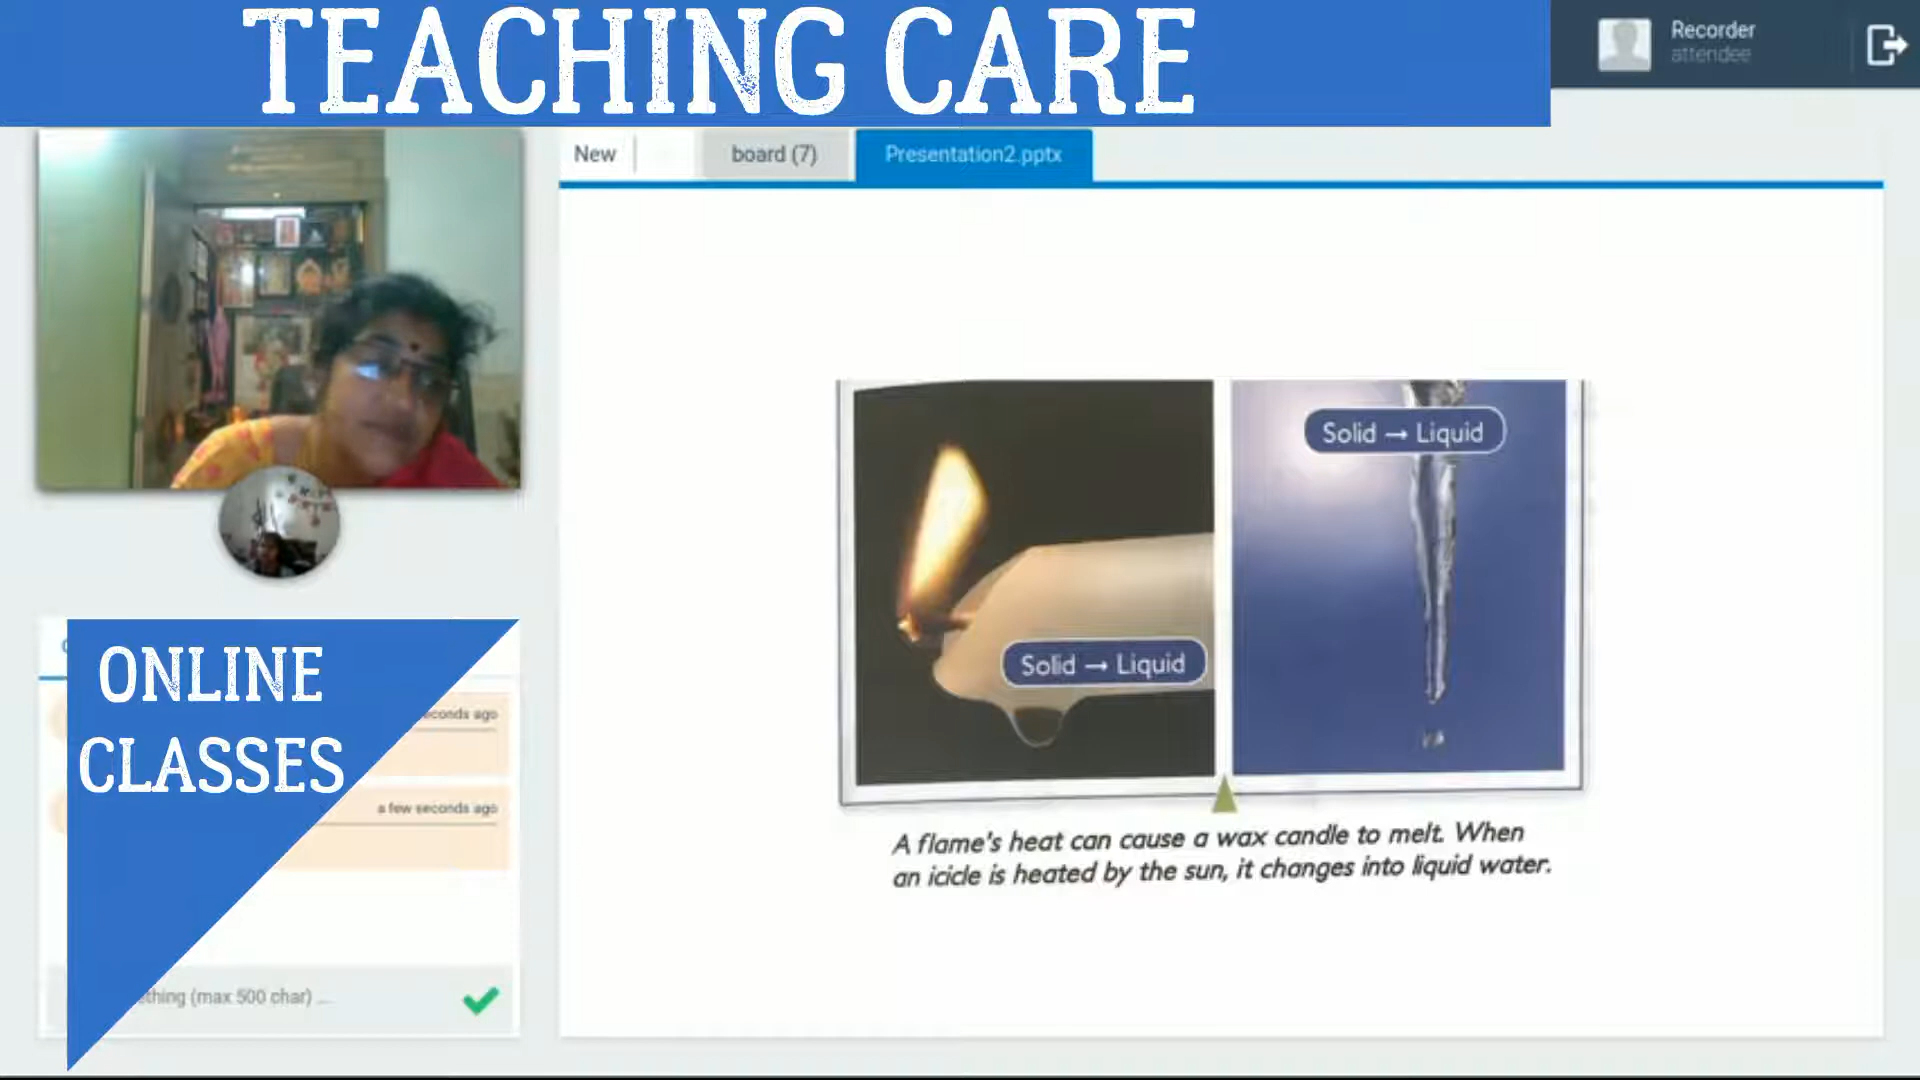 TEACHING CARE
Recorder
attendee
New
board (7)
Presentation2.pptx
Solid → Liquid
Solid → Liquid
A flame's heat can cause a wax candle to melt. When
an icicle is heated by the sun, it changes into liquid water.
ONLINE
CLASSES
seconds ago
a few seconds ago
(max 500 char) ...